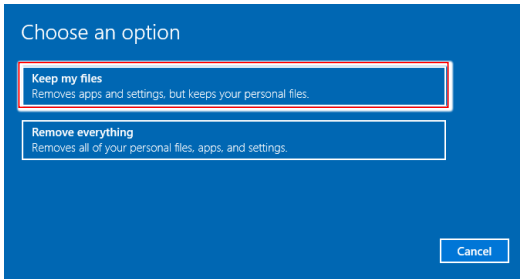 Choose an option
Keep my files
Removes apps and settings, but keeps your personal files.
Remove everything
Removes all of your personal files, apps, and settings.
Cancel